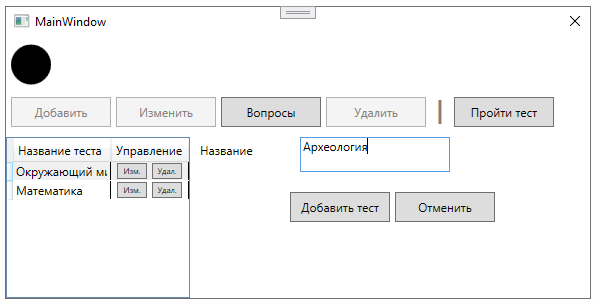 MainWindow
Добавить Изменить Вопросы Удалить Пройти тест
Название теста Управление Название Археология
Окружающий ми Изм. Удал.
Математика Изм. Удал.
Добавить тест Отменить